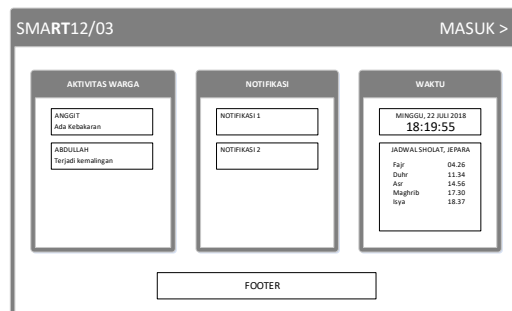 SMART12/03
MASUK >
AKTIVITAS WARGA
ANGGIT
Ada Kebakaran
ABDULLAH
Terjadi kemalingan
NOTIFIKASI
NOTIFIKASI 1
NOTIFIKASI 2
WAKTU
MINGGU, 22 JULI 2018
18:19:55
JADWAL SHOLAT, JEPARA
Fajr 04.26
Duhr 11.34
Asr 14.56
Maghrib 17.30
Isya 18.37
FOOTER